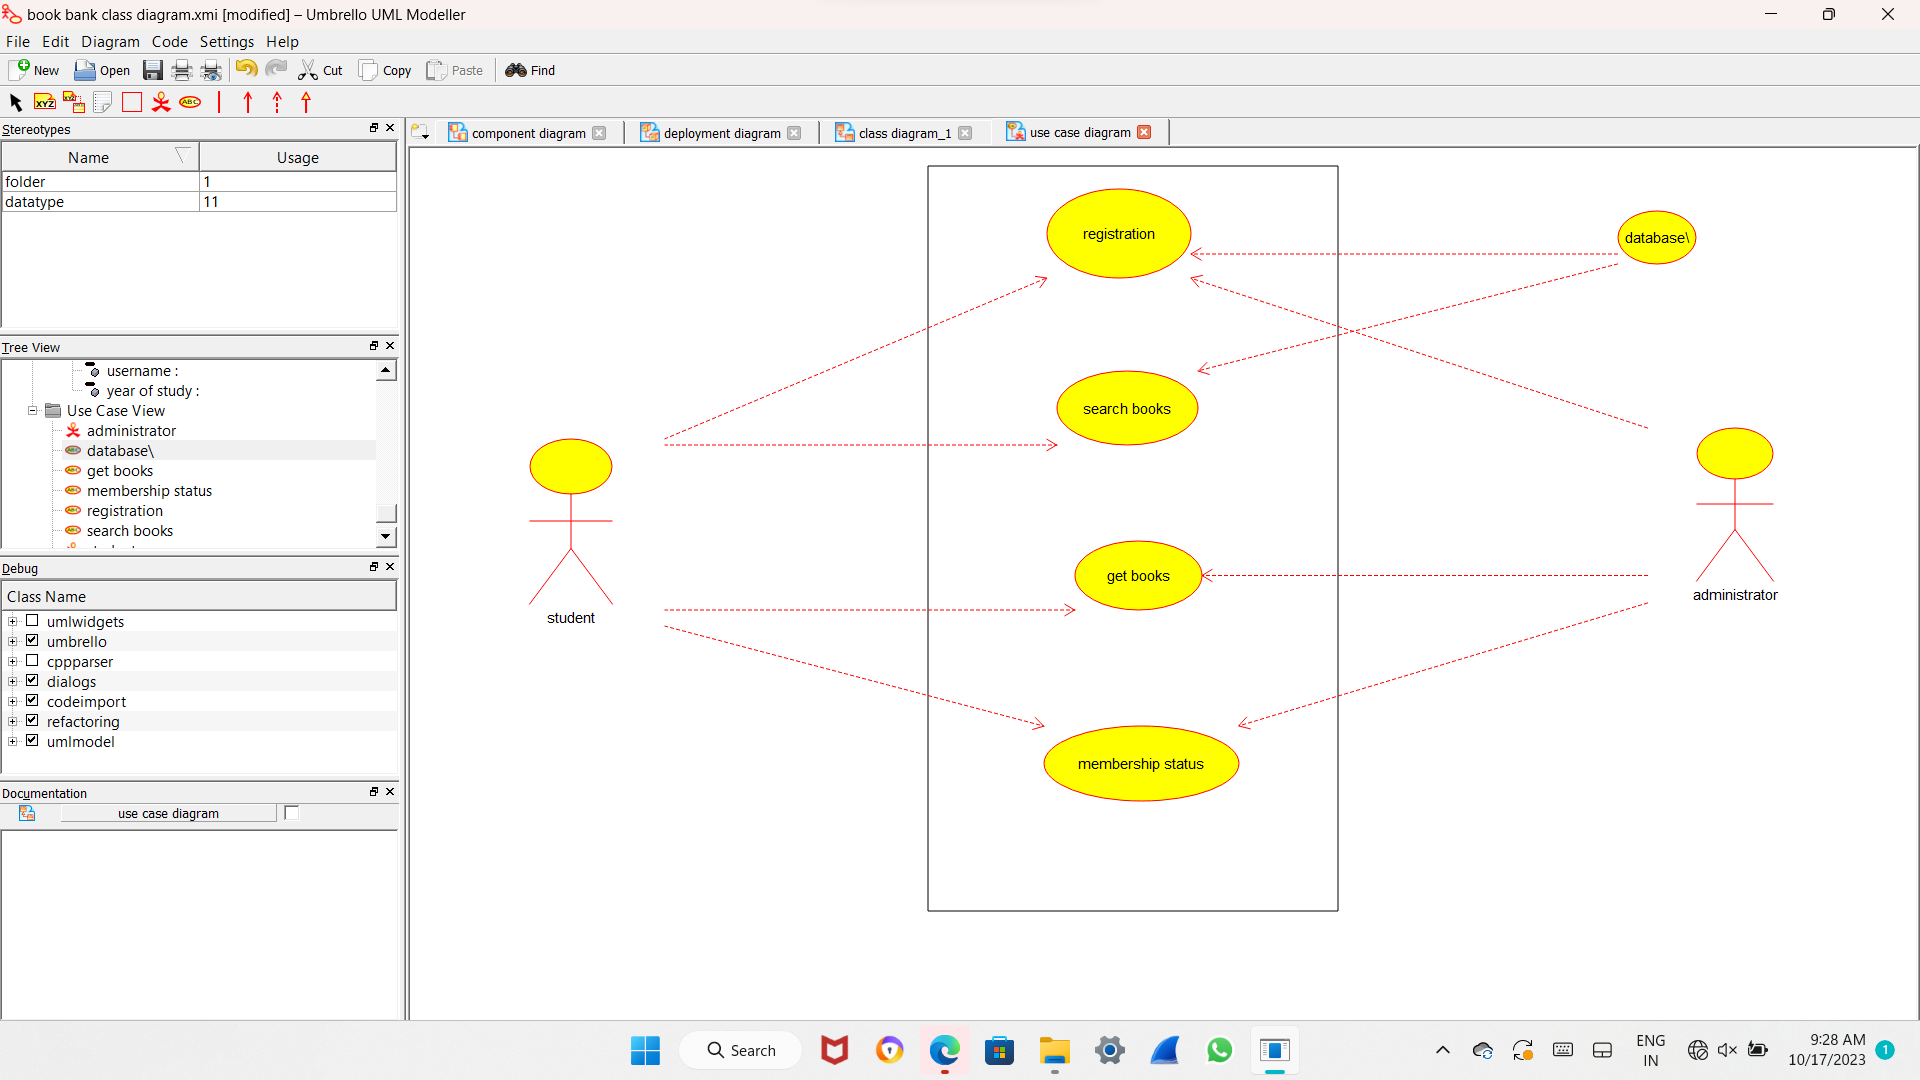 book bank class diagram.xmi [modified] – Umbrello UML Modeller
File Edit Diagram Code Settings Help
New Open Cut Copy Paste Find
XYZ XYZ ABC
Stereotypes
component diagram deployment diagram class diagram_1 use case diagram
Name Usage
folder 1
datatype 11
Tree View
username :
year of study :
Use Case View
administrator
database\
get books
membership status
registration
search books
Debug
Class Name
umlwidgets
umbrello
cppparser
dialogs
codeimport
refactoring
umlmodel
Documentation
use case diagram
registration
database\
search books
get books
student
administrator
membership status
Search
ENG
IN
9:28 AM
10/17/2023
1